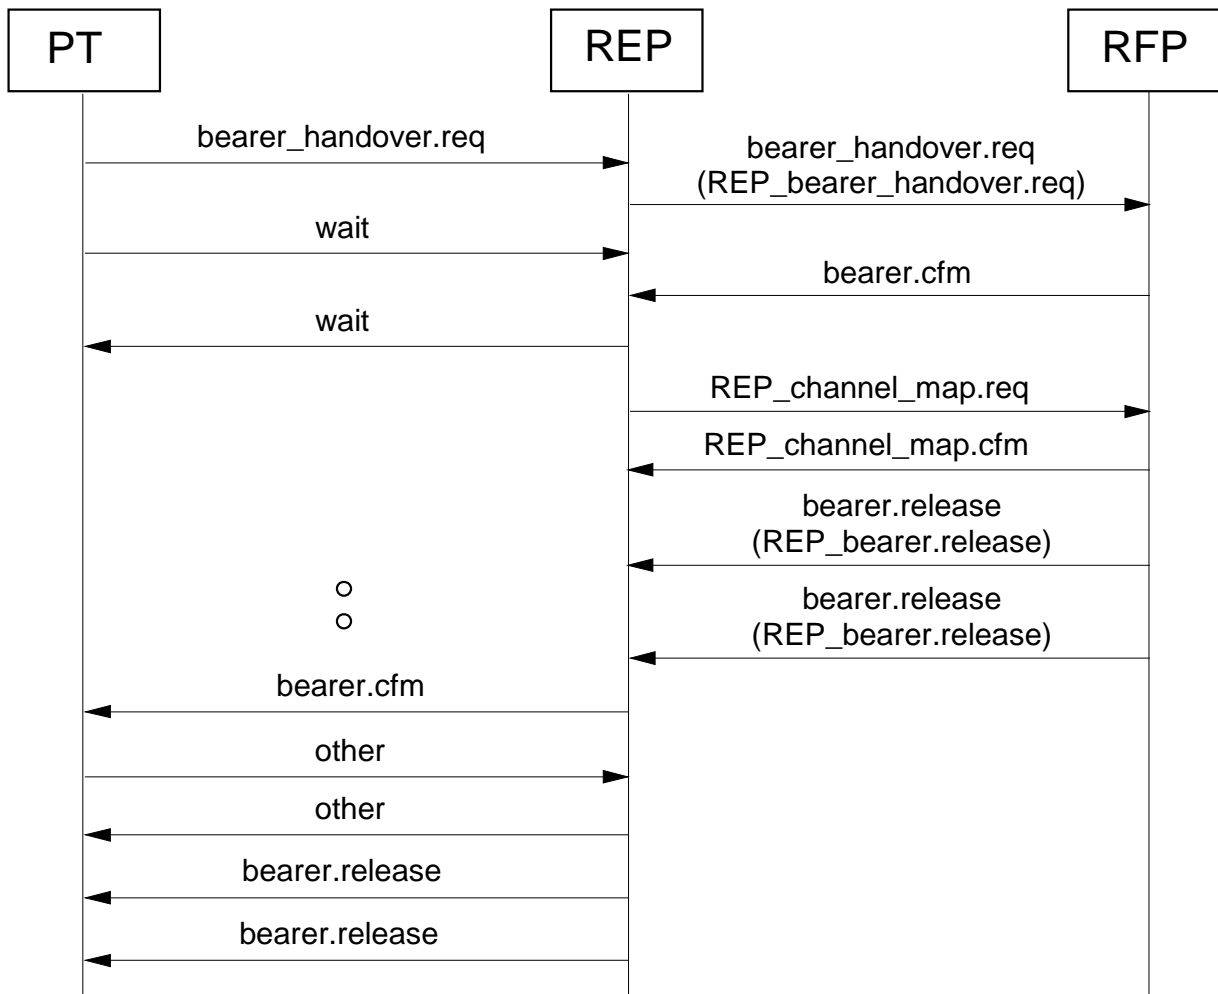 PT
REP
RFP
bearer_handover.req
bearer_handover.req
(REP_bearer_handover.req)
wait
bearer.cfm
wait
REP_channel_map.req
REP_channel_map.cfm
bearer.release
(REP_bearer.release)
bearer.release
(REP_bearer.release)
bearer.cfm
other
other
bearer.release
bearer.release